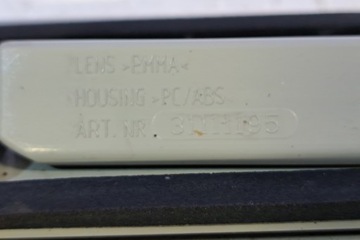 LENS >PMMA<
HOUSING >PC/ABS
ART. NR